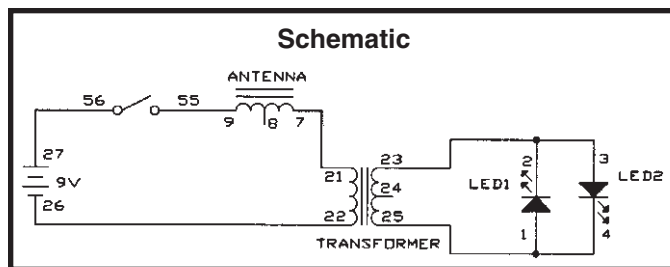 Schematic
ANTENNA
56 55
9 8 7
27
9V
26
21 23
24
22 25
TRANSFORMER
2 3
LED1 LED2
1 4